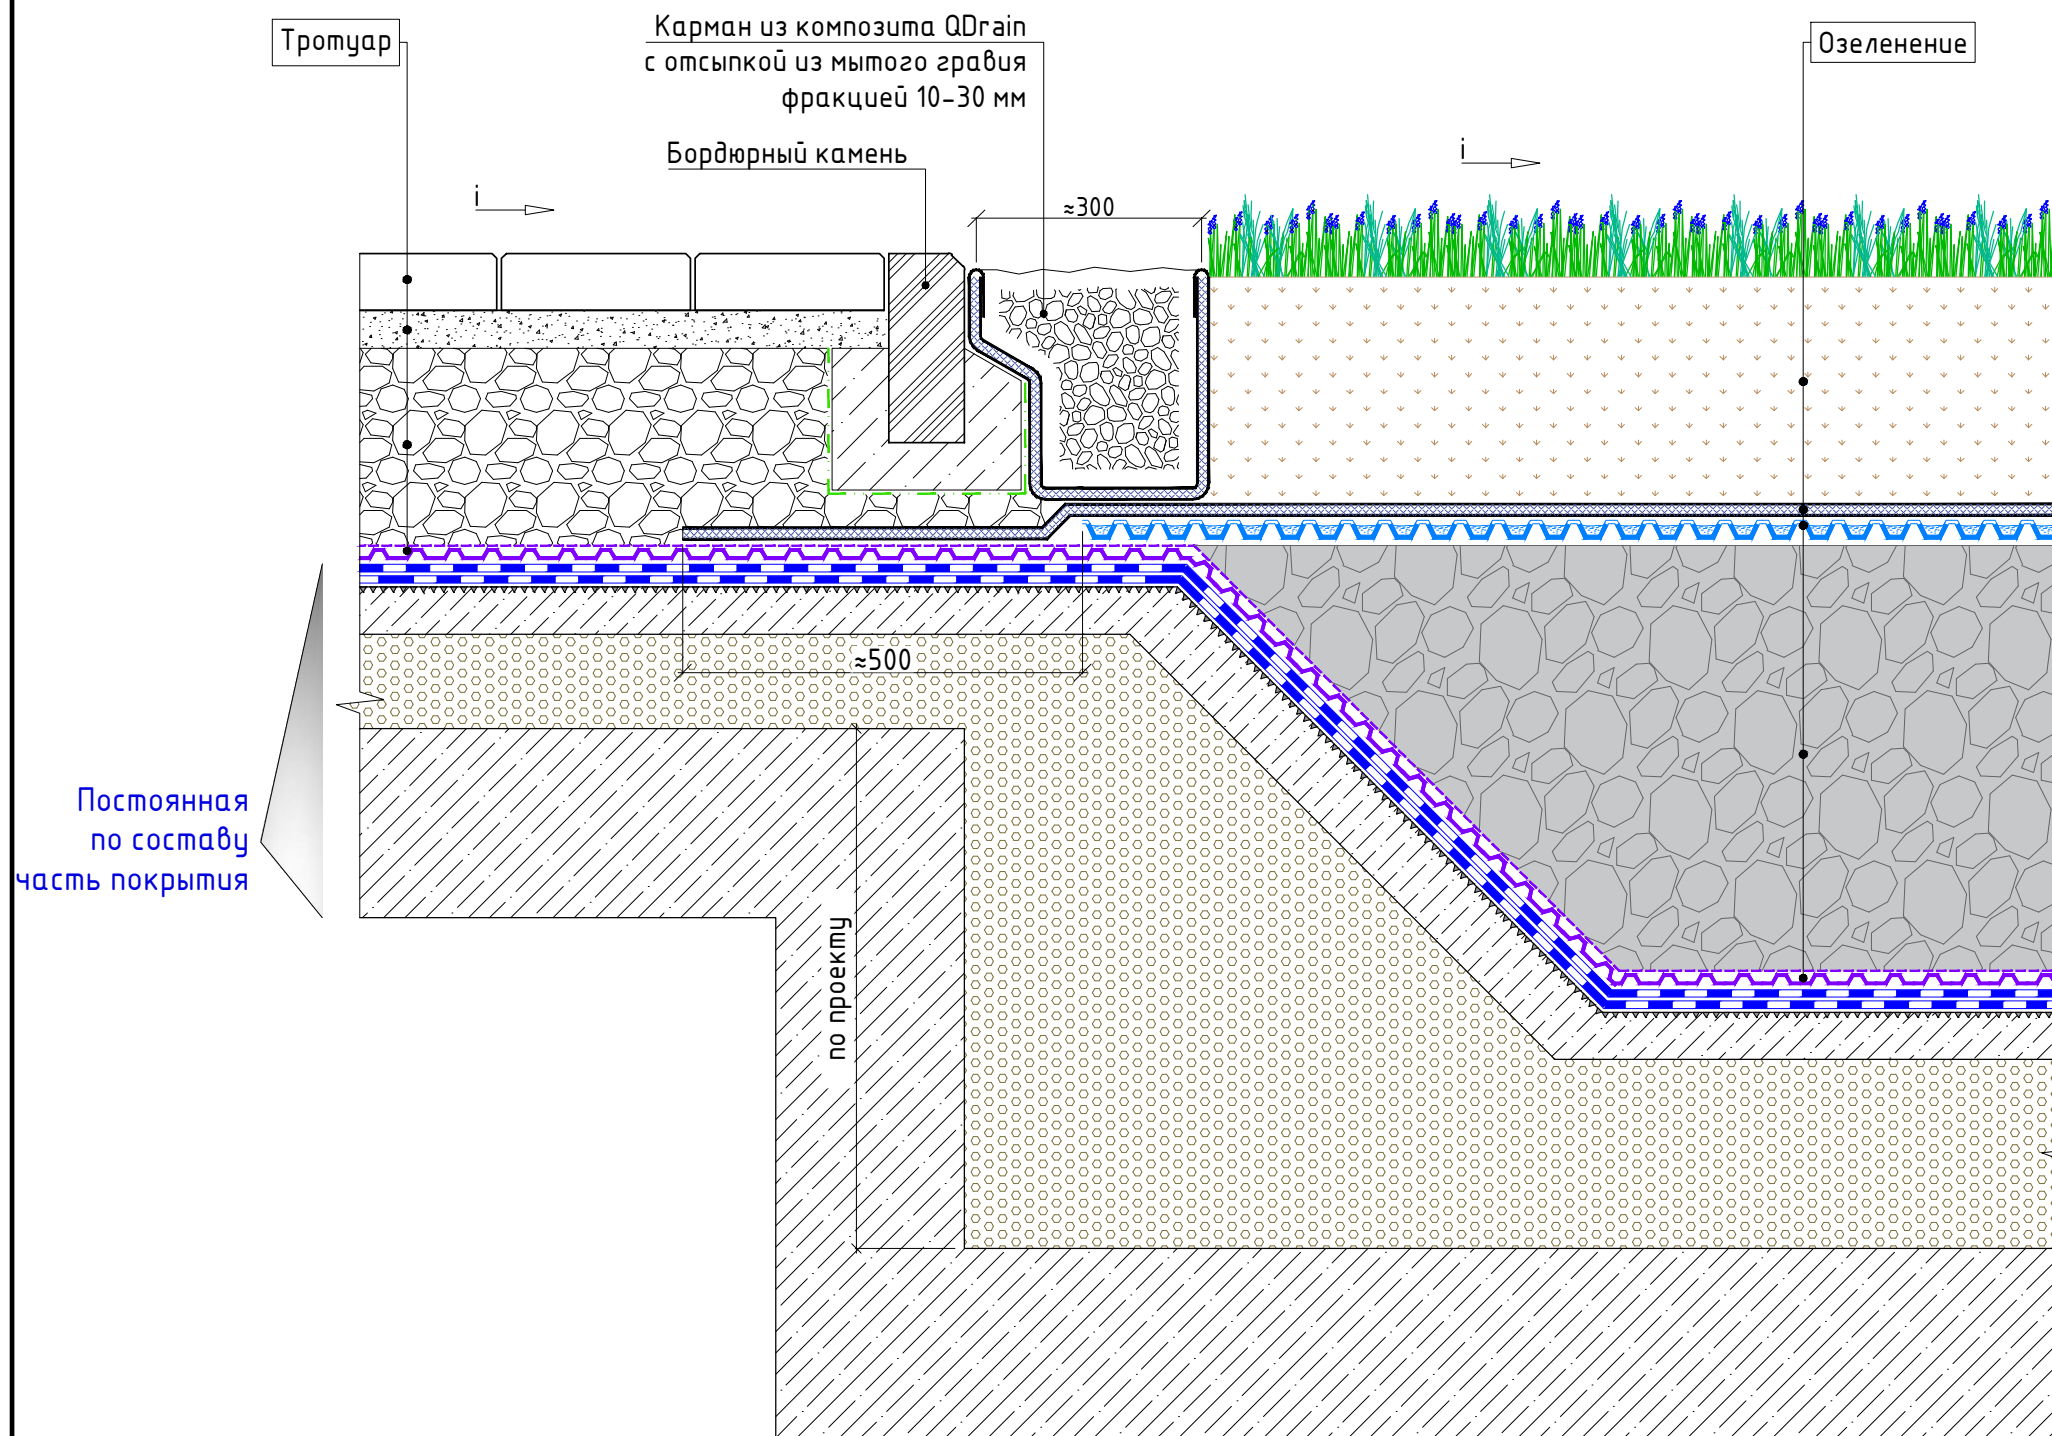 Тротуар
Карман из композита QDrain
с отсыпкой из мытого гравия
фракцией 10-30 мм
Озеленение
Бордюрный камень
i
i
≈300
≈500
Постоянная
по составу
часть покрытия
по проекту